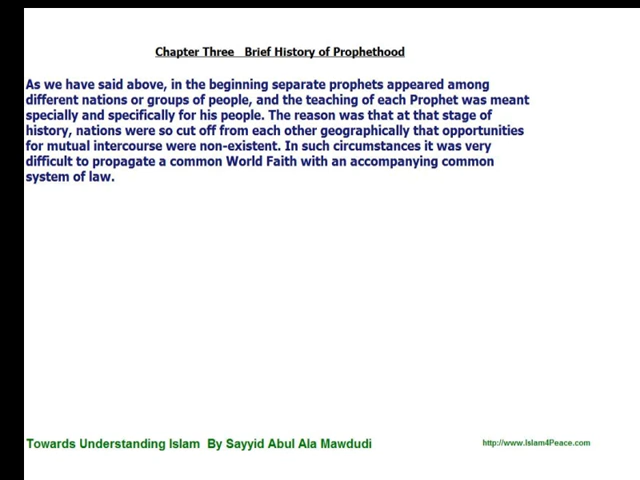 Chapter Three   Brief History of Prophethood
As we have said above, in the beginning separate prophets appeared among
different nations or groups of people, and the teaching of each Prophet was meant
specially and specifically for his people. The reason was that at that stage of
history, nations were so cut off from each other geographically that opportunities
for mutual intercourse were non-existent. In such circumstances it was very
difficult to propagate a common World Faith with an accompanying common
system of law.
Towards Understanding Islam  By Sayyid Abul Ala Mawdudi
http://www.Islam4Peace.com